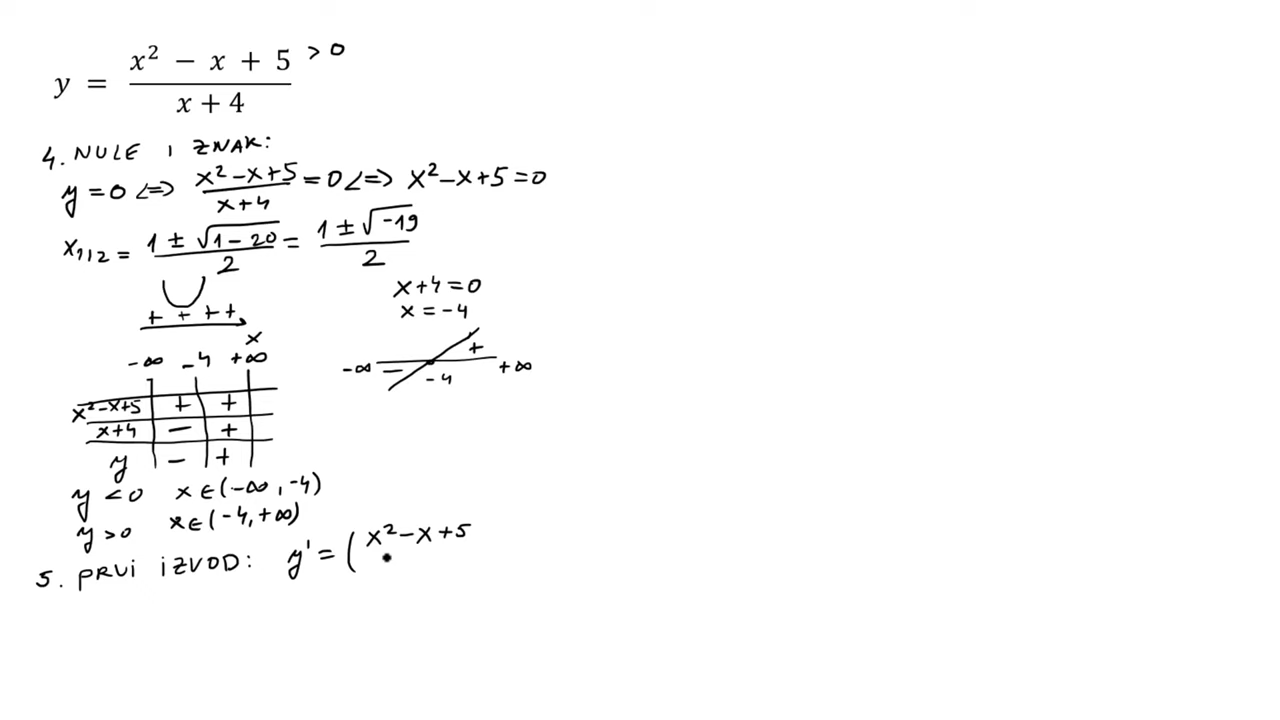 y = (x² − x + 5)/(x + 4) > 0
4. NULE I ZNAK:
y = 0 <=> (x²−x+5)/(x+4) = 0 <=> x²−x+5 = 0
x₁,₂ = (1 ± √(1−20))/2 = (1 ± √(−19))/2
x+4 = 0
x = −4
+ + + +
x
−∞ − + +∞
−4
−∞ −4 +∞
x²−x+5 + +
x+4 − +
y − +
y < 0 x ∈ (−∞, −4)
y > 0 x ∈ (−4, +∞)
5. PRVI IZVOD: y' = ( x²−x+5